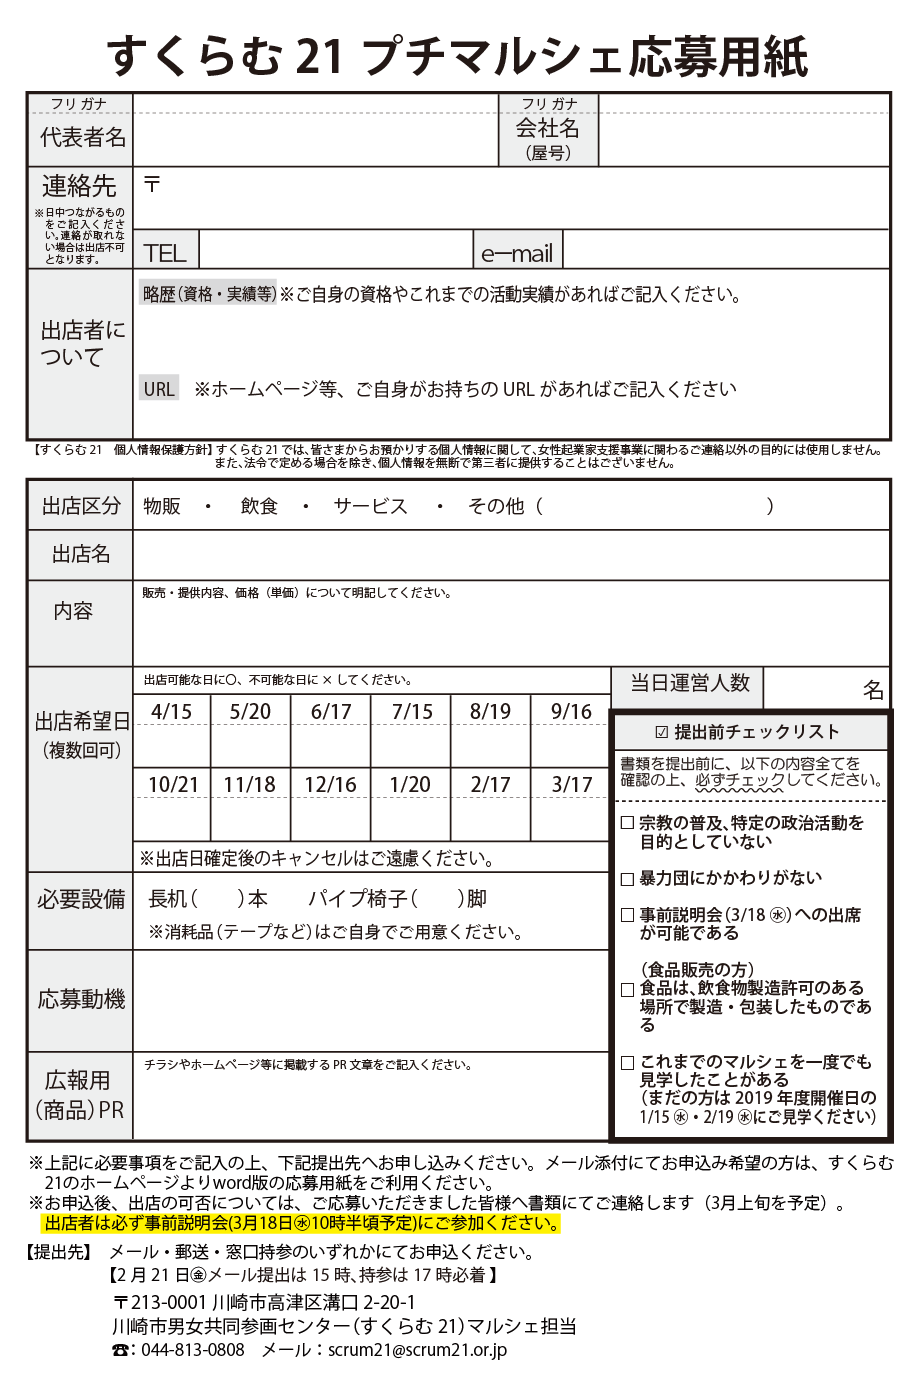 すくらむ 21 プチマルシェ応募用紙
フリガナ
代表者名
フリガナ
会社名
（屋号）
連絡先
※日中つながるもの
をご記入くださ
い。連絡が取れな
い場合は出店不可
となります。
〒
TEL
e－mail
出店者に
ついて
略歴（資格・実績等）※ご自身の資格やこれまでの活動実績があればご記入ください。
URL ※ホームページ等、ご自身がお持ちの URL があればご記入ください
【すくらむ 21 個人情報保護方針】すくらむ 21 では、皆さまからお預かりする個人情報に関して、女性起業家支援事業に関わるご連絡以外の目的には使用しません。
また、法令で定める場合を除き、個人情報を無断で第三者に提供することはございません。
出店区分
物販 ・ 飲食 ・ サービス ・ その他（ ）
出店名
内容
販売・提供内容、価格（単価）について明記してください。
出店希望日
（複数回可）
出店可能な日に〇、不可能な日に × してください。
4/15 5/20 6/17 7/15 8/19 9/16
10/21 11/18 12/16 1/20 2/17 3/17
※出店日確定後のキャンセルはご遠慮ください。
当日運営人数
名
必要設備
長机（ ）本 パイプ椅子（ ）脚
※消耗品（テープなど）はご自身でご用意ください。
応募動機
広報用
（商品）PR
チラシやホームページ等に掲載する PR 文章をご記入ください。
☑ 提出前チェックリスト
書類を提出前に、以下の内容全てを
確認の上、必ずチェックしてください。
□ 宗教の普及、特定の政治活動を
目的としていない
□ 暴力団にかかわりがない
□ 事前説明会（3/18 ㊌）への出席
が可能である
（食品販売の方）
□ 食品は、飲食物製造許可のある
場所で製造・包装したものであ
る
□ これまでのマルシェを一度でも
見学したことがある
（まだの方は 2019 年度開催日の
1/15 ㊌・2/19 ㊌にご見学ください）
※上記に必要事項をご記入の上、下記提出先へお申し込みください。メール添付にてお申込み希望の方は、すくらむ
21のホームページよりword版の応募用紙をご利用ください。
※お申込後、出店の可否については、ご応募いただきました皆様へ書類にてご連絡します（3月上旬を予定）。
出店者は必ず事前説明会(3月18日㊌10時半頃予定)にご参加ください。
【提出先】 メール・郵送・窓口持参のいずれかにてお申込ください。
【2 月 21 日㊎メール提出は 15 時、持参は 17 時必着】
〒213-0001 川崎市高津区溝口 2-20-1
川崎市男女共同参画センター（すくらむ 21）マルシェ担当
☎：044-813-0808 メール：scrum21@scrum21.or.jp